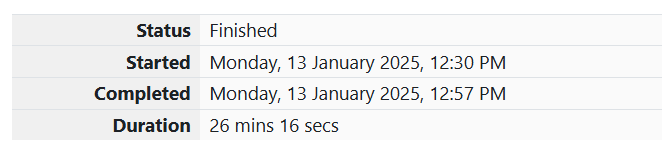 Status Finished
Started Monday, 13 January 2025, 12:30 PM
Completed Monday, 13 January 2025, 12:57 PM
Duration 26 mins 16 secs